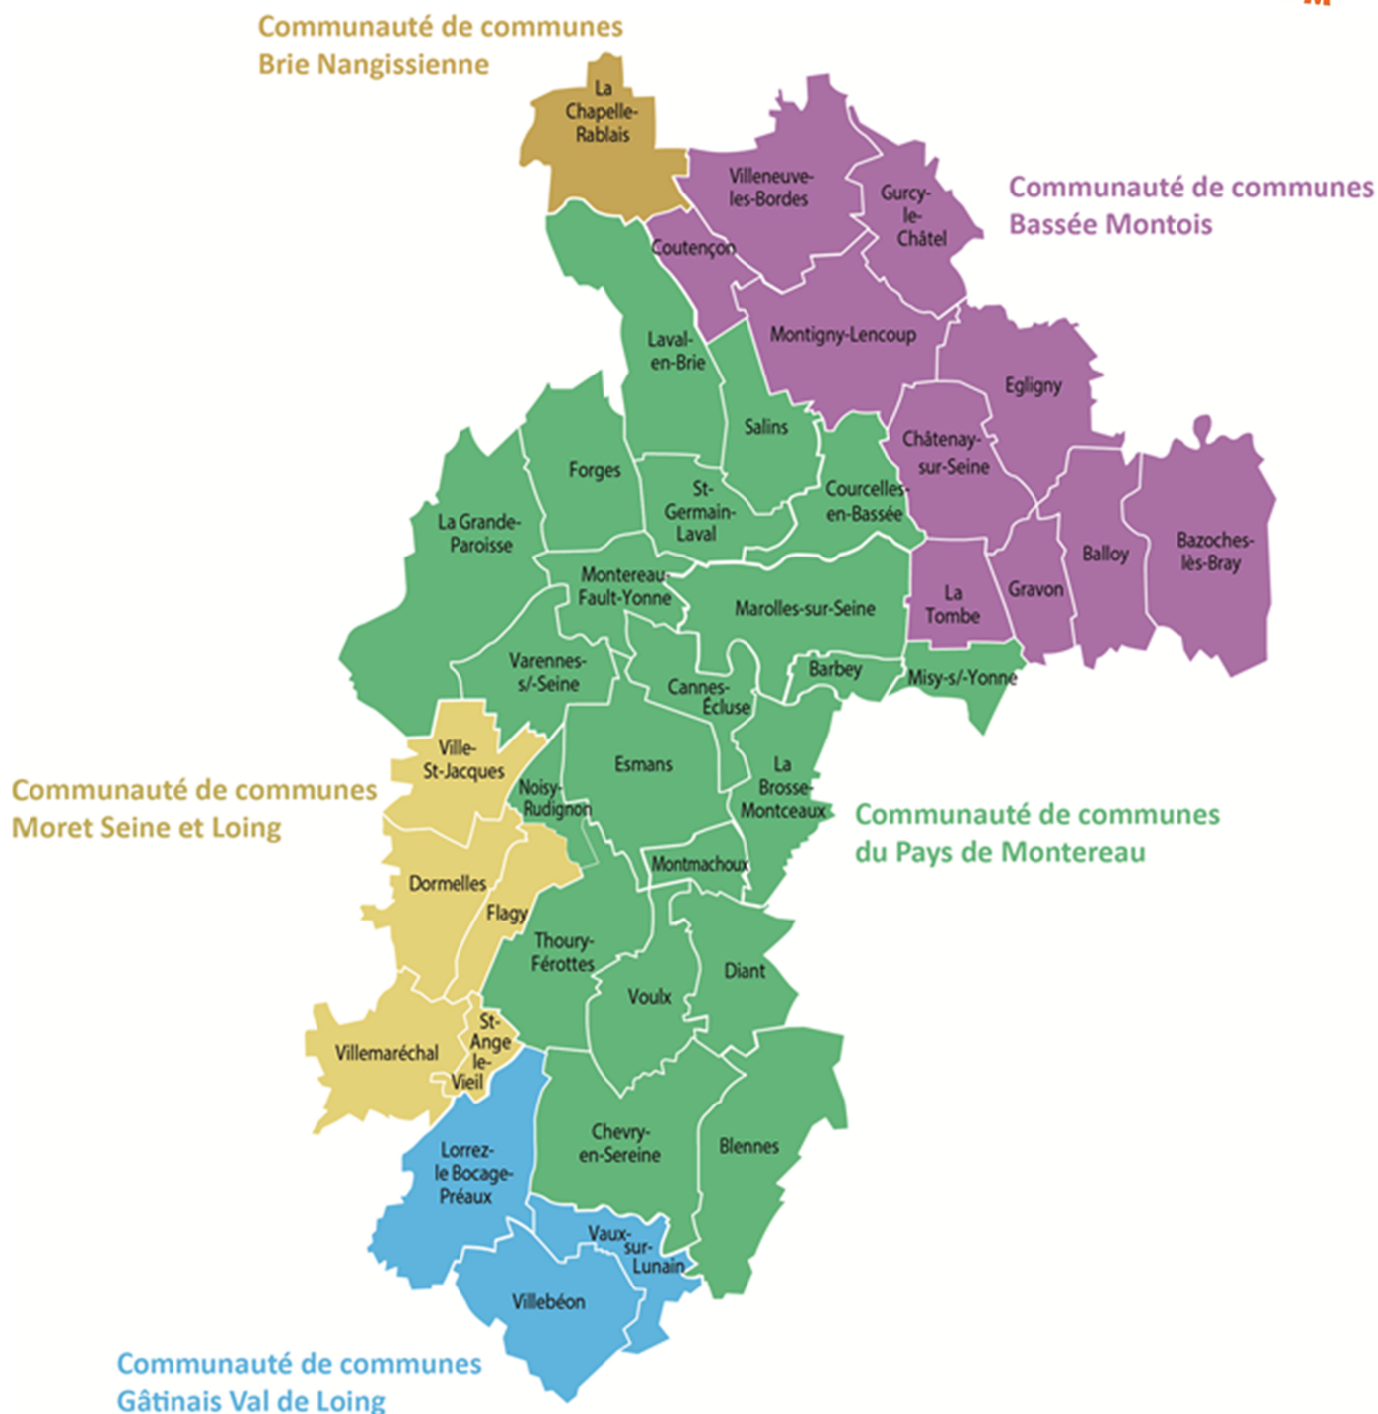 Communauté de communes
Brie Nangissienne
La
Chapelle-
Rablais
Villeneuve-
les-Bordes
Gurcy-
le-
Châtel
Communauté de communes
Bassée Montois
Coutençon
Laval-
en-Brie
Montigny-Lencoup
Egligny
Salins
Châtenay-
sur-Seine
Forges
St-
Germain-
Laval
Courcelles-
en-Bassée
La Grande-
Paroisse
Bazoches-
lès-Bray
Balloy
Gravon
La
Tombe
Montereau-
Fault-Yonne
Marolles-sur-Seine
Varennes-
s/-Seine
Cannes-
Écluse
Barbey
Misy-s/-Yonne
Ville-
St-Jacques
Esmans
La
Brosse-
Montceaux
Noisy-
Rudignon
Communauté de communes
Moret Seine et Loing
Communauté de communes
du Pays de Montereau
Montmachoux
Dormelles
Flagy
Thoury-
Férottes
Voulx
Diant
St-
Ange
le-
Vieil
Villemaréchal
Chevry-
en-Sereine
Blennes
Lorrez-
le Bocage-
Préaux
Vaux-
sur-
Lunain
Villebéon
Communauté de communes
Gâtinais Val de Loing